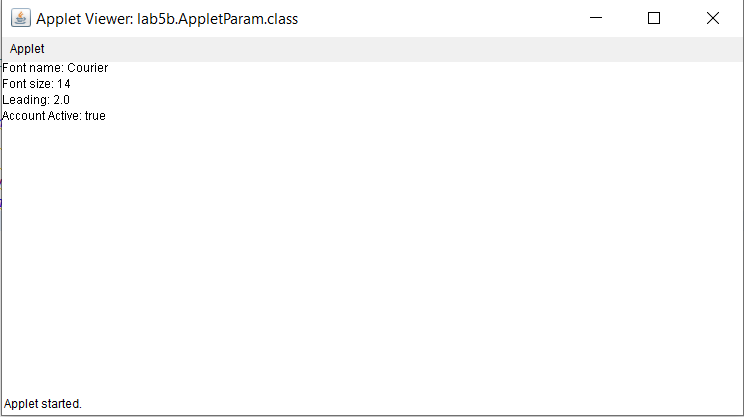 Applet Viewer: lab5b.AppletParam.class
Applet
Font name: Courier
Font size: 14
Leading: 2.0
Account Active: true
Applet started.